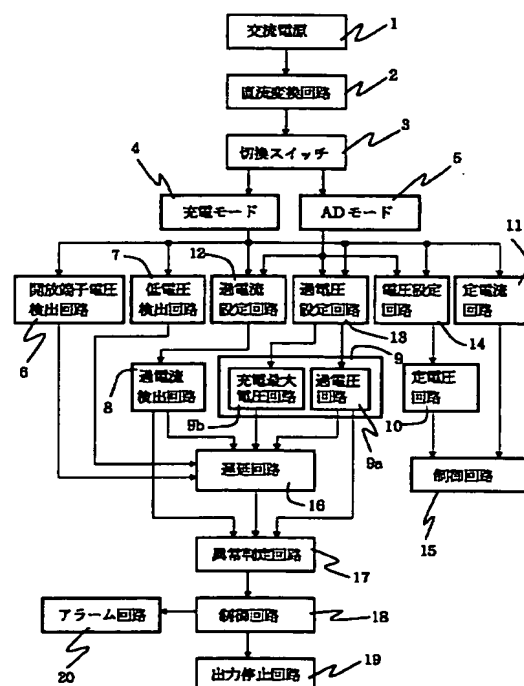 交流電源
1
直流変換回路
2
切換スイッチ
3
4
5
充電モード
ADモード
11
7
12
開放端子電圧
検出回路
低電圧
検出回路
過電流
設定回路
過電圧
設定回路
電圧設定
回路
定電流
回路
6
13
14
9
8
過電流
検出回路
充電最大
電圧回路
過電圧
回路
定電圧
回路
9b
9a
10
遅延回路
16
制御回路
15
異常判定回路
17
アラーム回路
制御回路
18
20
出力停止回路
19